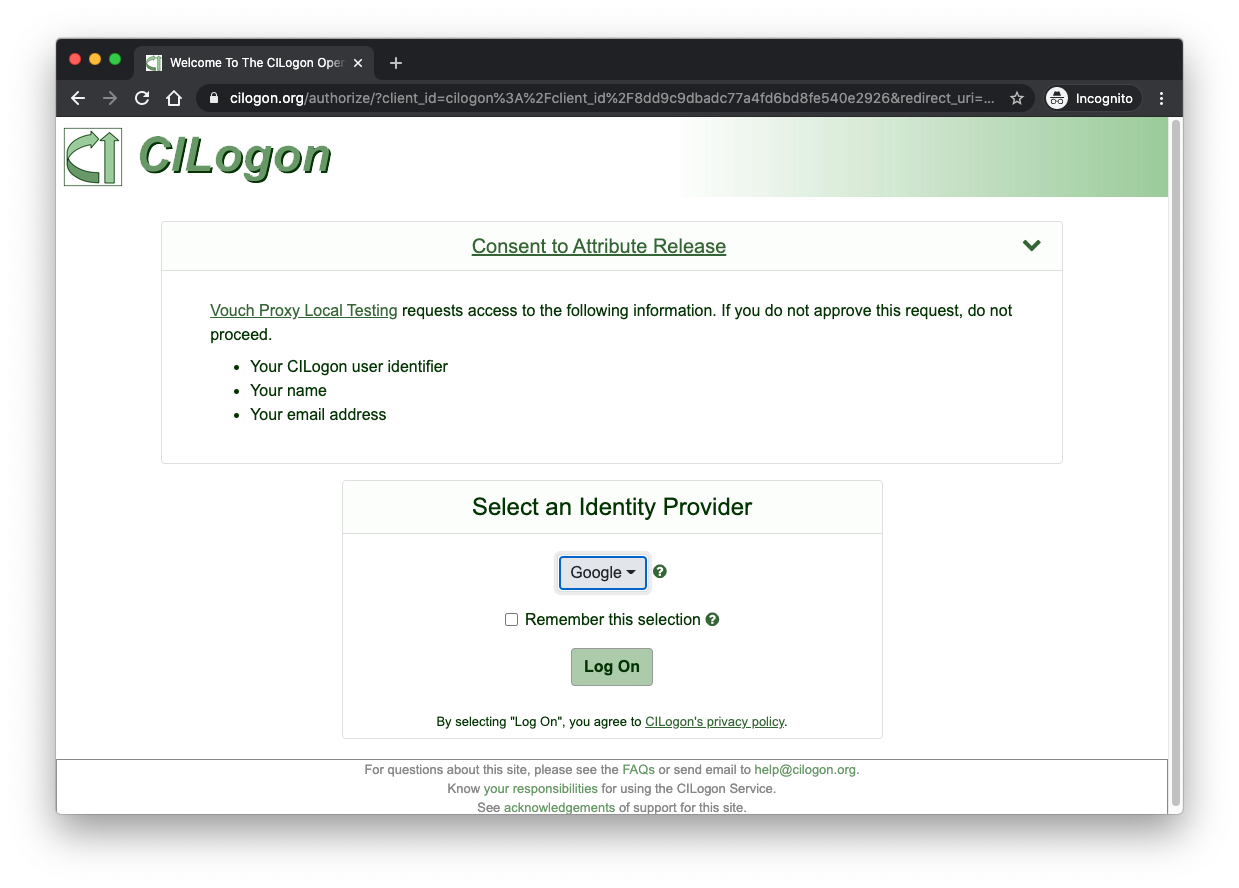 Welcome To The CILogon Oper
cilogon.org/authorize/?client_id=cilogon%3A%2Fclient_id%2F8dd9c9dbadc77a4fd6bd8fe540e2926&redirect_uri=...
Incognito
CILogon
Consent to Attribute Release
Vouch Proxy Local Testing requests access to the following information. If you do not approve this request, do not
proceed.
• Your CILogon user identifier
• Your name
• Your email address
Select an Identity Provider
Google
Remember this selection
Log On
By selecting "Log On", you agree to CILogon's privacy policy.
For questions about this site, please see the FAQs or send email to help@cilogon.org.
Know your responsibilities for using the CILogon Service.
See acknowledgements of support for this site.